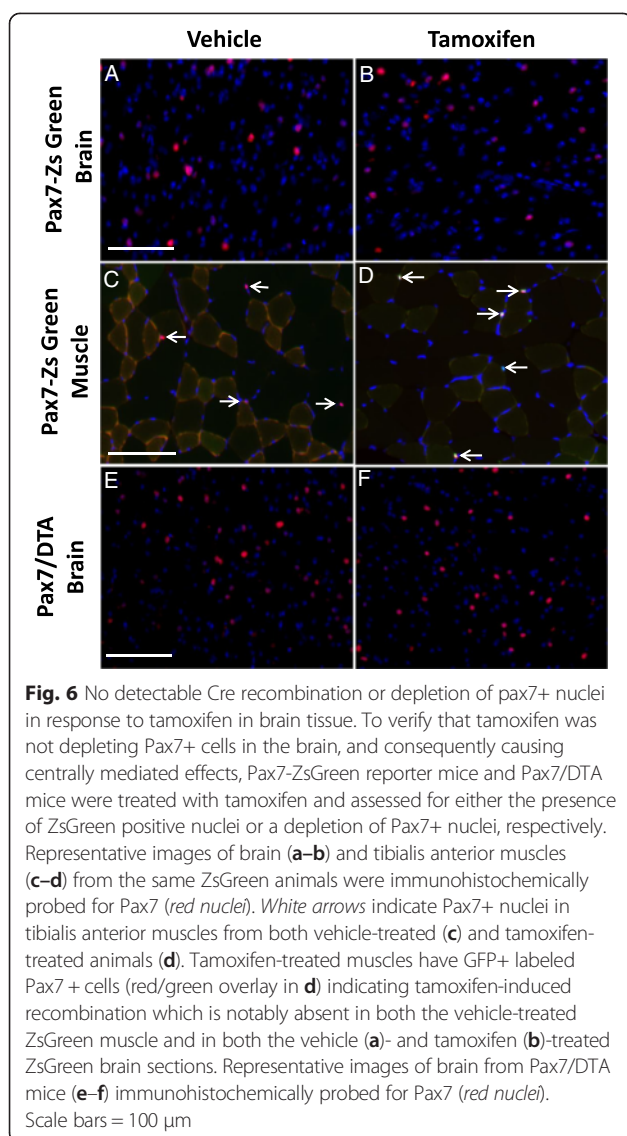 Vehicle Tamoxifen
Pax7-Zs Green
Brain
A B
Pax7-Zs Green
Muscle
C D
Pax7/DTA
Brain
E F
Fig. 6 No detectable Cre recombination or depletion of pax7+ nuclei
in response to tamoxifen in brain tissue. To verify that tamoxifen was
not depleting Pax7+ cells in the brain, and consequently causing
centrally mediated effects, Pax7-ZsGreen reporter mice and Pax7/DTA
mice were treated with tamoxifen and assessed for either the presence
of ZsGreen positive nuclei or a depletion of Pax7+ nuclei, respectively.
Representative images of brain (a–b) and tibialis anterior muscles
(c–d) from the same ZsGreen animals were immunohistochemically
probed for Pax7 (red nuclei). White arrows indicate Pax7+ nuclei in
tibialis anterior muscles from both vehicle-treated (c) and tamoxifen-
treated animals (d). Tamoxifen-treated muscles have GFP+ labeled
Pax7 + cells (red/green overlay in d) indicating tamoxifen-induced
recombination which is notably absent in both the vehicle-treated
ZsGreen muscle and in both the vehicle (a)- and tamoxifen (b)-treated
ZsGreen brain sections. Representative images of brain from Pax7/DTA
mice (e–f) immunohistochemically probed for Pax7 (red nuclei).
Scale bars = 100 μm